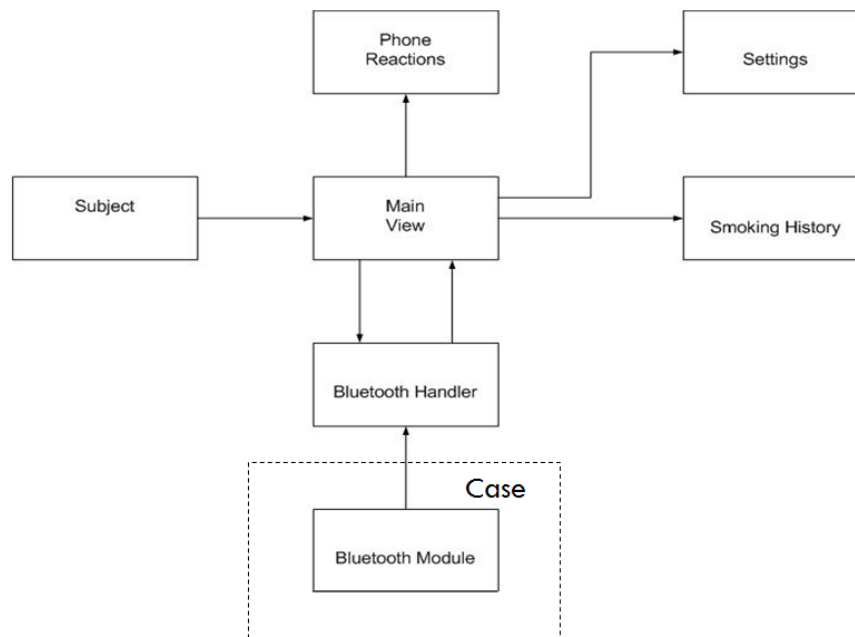 Phone
Reactions
Settings
Subject
Main
View
Smoking History
Bluetooth Handler
Case
Bluetooth Module